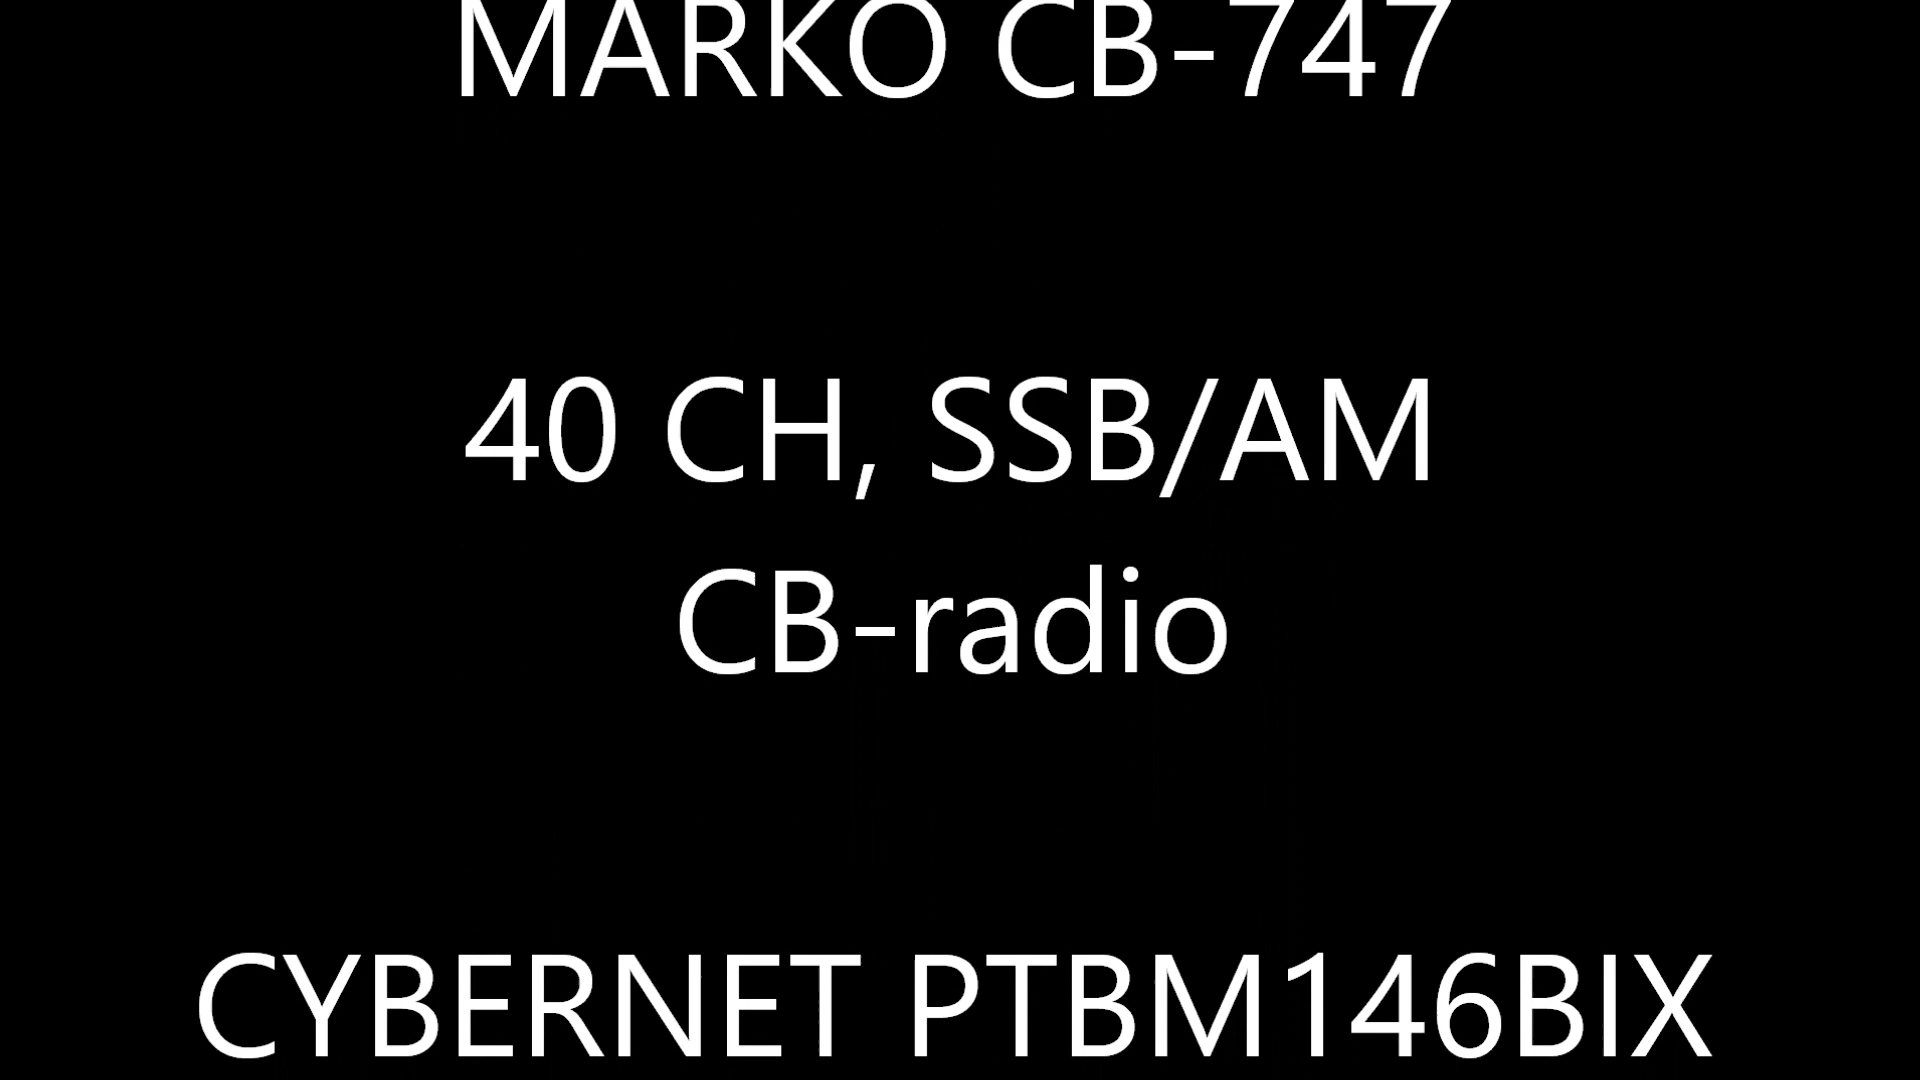 MARKO CB-747
40 CH, SSB/AM
CB-radio
CYBERNET PTBM146BIX